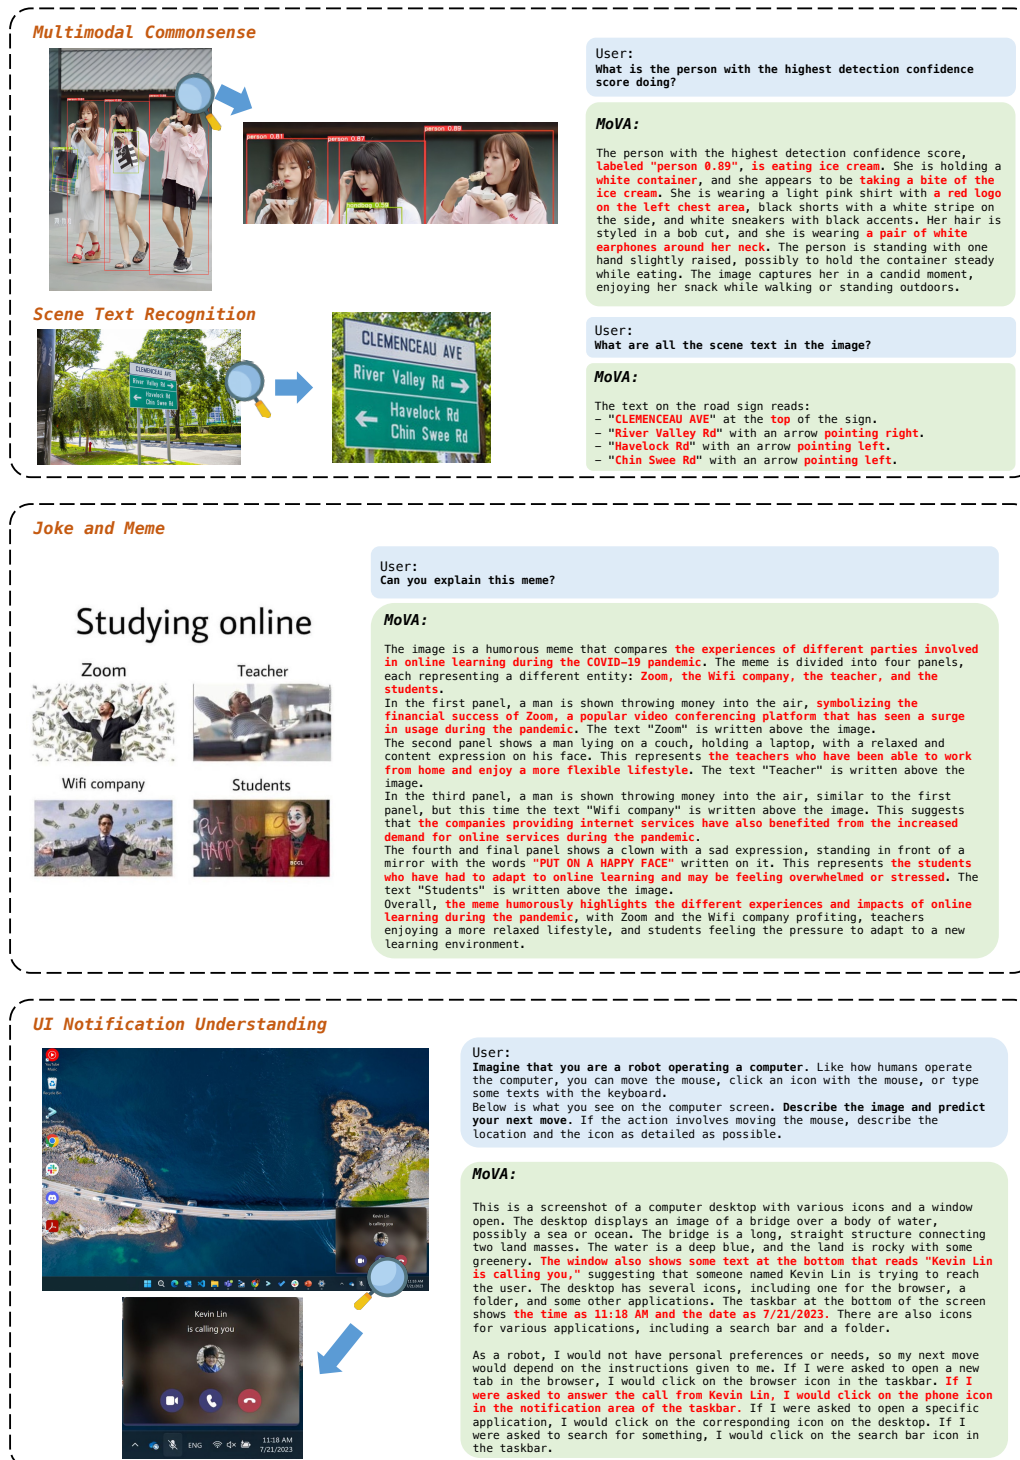 Multimodal Commonsense
person 0.81
person 0.87
person 0.89
handbag 0.59
User:
What is the person with the highest detection confidence
score doing?
MoVA:
The person with the highest detection confidence score,
labeled "person 0.89", is eating ice cream. She is holding a
white container, and she appears to be taking a bite of the
ice cream. She is wearing a light pink shirt with a red logo
on the left chest area, black shorts with a white stripe on
the side, and white sneakers with black accents. Her hair is
styled in a bob cut, and she is wearing a pair of white
earphones around her neck. The person is standing with one
hand slightly raised, possibly to hold the container steady
while eating. The image captures her in a candid moment,
enjoying her snack while walking or standing outdoors.
Scene Text Recognition
CLEMENCEAU AVE
River Valley Rd →
← Havelock Rd
Chin Swee Rd
CLEMENCEAU AVE
River Valley Rd →
← Havelock Rd
Chin Swee Rd
User:
What are all the scene text in the image?
MoVA:
The text on the road sign reads:
– "CLEMENCEAU AVE" at the top of the sign.
– "River Valley Rd" with an arrow pointing right.
– "Havelock Rd" with an arrow pointing left.
– "Chin Swee Rd" with an arrow pointing left.
Joke and Meme
Studying online
Zoom
Teacher
Wifi company
Students
PUT ON A
HAPPY
BCCL
User:
Can you explain this meme?
MoVA:
The image is a humorous meme that compares the experiences of different parties involved
in online learning during the COVID–19 pandemic. The meme is divided into four panels,
each representing a different entity: Zoom, the Wifi company, the teacher, and the
students.
In the first panel, a man is shown throwing money into the air, symbolizing the
financial success of Zoom, a popular video conferencing platform that has seen a surge
in usage during the pandemic. The text "Zoom" is written above the image.
The second panel shows a man lying on a couch, holding a laptop, with a relaxed and
content expression on his face. This represents the teachers who have been able to work
from home and enjoy a more flexible lifestyle. The text "Teacher" is written above the
image.
In the third panel, a man is shown throwing money into the air, similar to the first
panel, but this time the text "Wifi company" is written above the image. This suggests
that the companies providing internet services have also benefited from the increased
demand for online services during the pandemic.
The fourth and final panel shows a clown with a sad expression, standing in front of a
mirror with the words "PUT ON A HAPPY FACE" written on it. This represents the students
who have had to adapt to online learning and may be feeling overwhelmed or stressed. The
text "Students" is written above the image.
Overall, the meme humorously highlights the different experiences and impacts of online
learning during the pandemic, with Zoom and the Wifi company profiting, teachers
enjoying a more relaxed lifestyle, and students feeling the pressure to adapt to a new
learning environment.
UI Notification Understanding
YouTube
Music
Recycle Bin
Kevin Lin
is calling you
11:18 AM
7/21/2023
Kevin Lin
is calling you
ENG
11:18 AM
7/21/2023
User:
Imagine that you are a robot operating a computer. Like how humans operate
the computer, you can move the mouse, click an icon with the mouse, or type
some texts with the keyboard.
Below is what you see on the computer screen. Describe the image and predict
your next move. If the action involves moving the mouse, describe the
location and the icon as detailed as possible.
MoVA:
This is a screenshot of a computer desktop with various icons and a window
open. The desktop displays an image of a bridge over a body of water,
possibly a sea or ocean. The bridge is a long, straight structure connecting
two land masses. The water is a deep blue, and the land is rocky with some
greenery. The window also shows some text at the bottom that reads "Kevin Lin
is calling you," suggesting that someone named Kevin Lin is trying to reach
the user. The desktop has several icons, including one for the browser, a
folder, and some other applications. The taskbar at the bottom of the screen
shows the time as 11:18 AM and the date as 7/21/2023. There are also icons
for various applications, including a search bar and a folder.
As a robot, I would not have personal preferences or needs, so my next move
would depend on the instructions given to me. If I were asked to open a new
tab in the browser, I would click on the browser icon in the taskbar. If I
were asked to answer the call from Kevin Lin, I would click on the phone icon
in the notification area of the taskbar. If I were asked to open a specific
application, I would click on the corresponding icon on the desktop. If I
were asked to search for something, I would click on the search bar icon in
the taskbar.